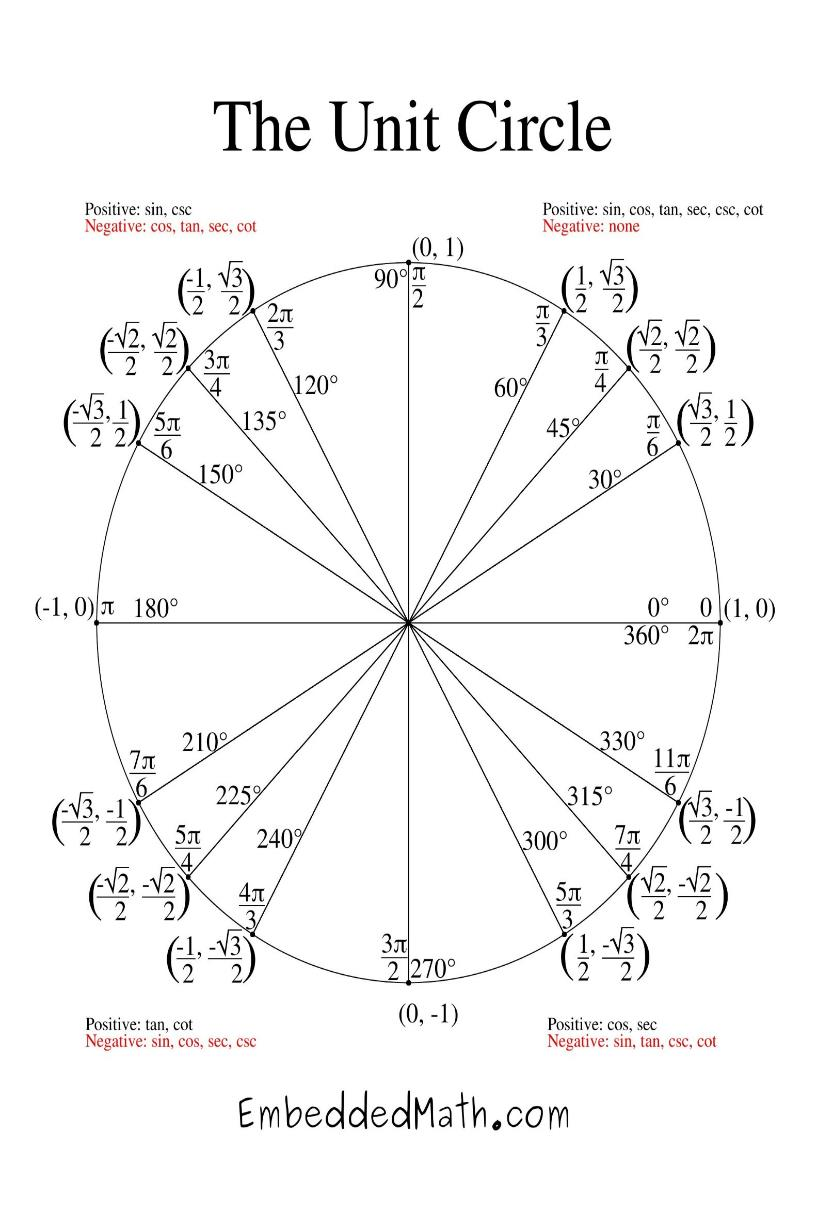 The Unit Circle
Positive: sin, csc
Negative: cos, tan, sec, cot
Positive: sin, cos, tan, sec, csc, cot
Negative: none
(0, 1)
90° π/2
(-1/2, √3/2)
2π/3
120°
(-√2/2, √2/2)
3π/4
135°
(-√3/2, 1/2)
5π/6
150°
(1/2, √3/2)
π/3
60°
(√2/2, √2/2)
π/4
45°
(√3/2, 1/2)
π/6
30°
(-1, 0) π 180°
0° 0 (1, 0)
360° 2π
210°
7π/6
(-√3/2, -1/2)
225°
5π/4
(-√2/2, -√2/2)
240°
4π/3
(-1/2, -√3/2)
330°
11π/6
(√3/2, -1/2)
315°
7π/4
(√2/2, -√2/2)
300°
5π/3
(1/2, -√3/2)
3π/2 270°
(0, -1)
Positive: tan, cot
Negative: sin, cos, sec, csc
Positive: cos, sec
Negative: sin, tan, csc, cot
EmbeddedMath.com